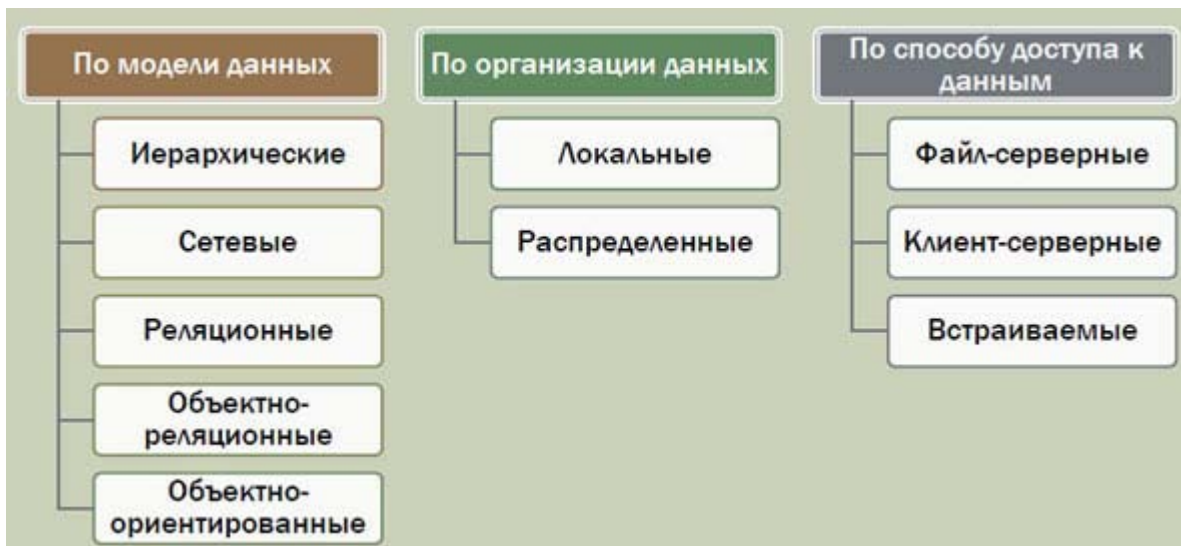 По модели данных
Иерархические
Сетевые
Реляционные
Объектно-
реляционные
Объектно-
ориентированные
По организации данных
Локальные
Распределенные
По способу доступа к
данным
Файл-серверные
Клиент-серверные
Встраиваемые